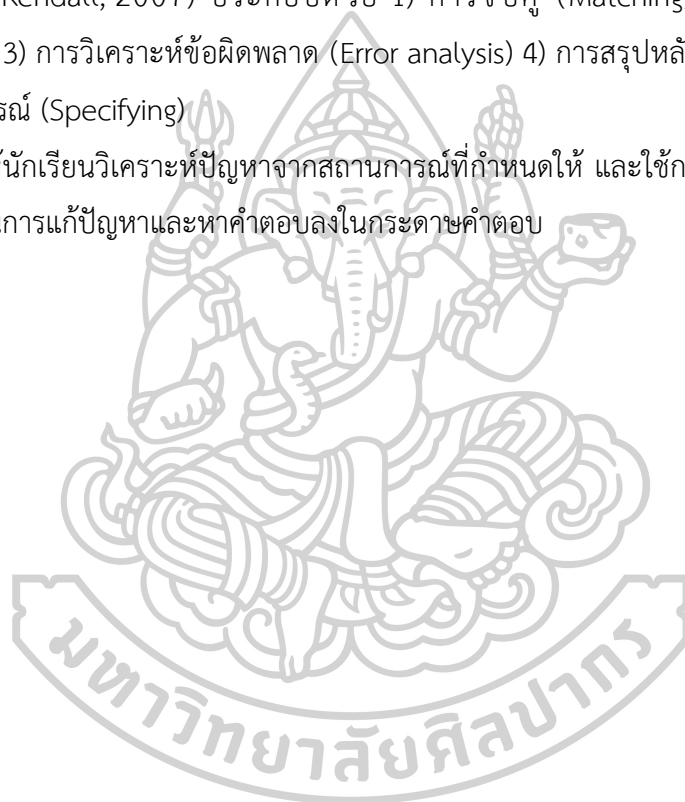 Kendall, 2007) ประกอบด้วย 1) การจับคู่ (Matching
3) การวิเคราะห์ข้อผิดพลาด (Error analysis) 4) การสรุปหลั
รณ์ (Specifying)
นักเรียนวิเคราะห์ปัญหาจากสถานการณ์ที่กำหนดให้ และใช้ก
นการแก้ปัญหาและหาคำตอบลงในกระดาษคำตอบ
มหาวิทยาลัยศิลปากร